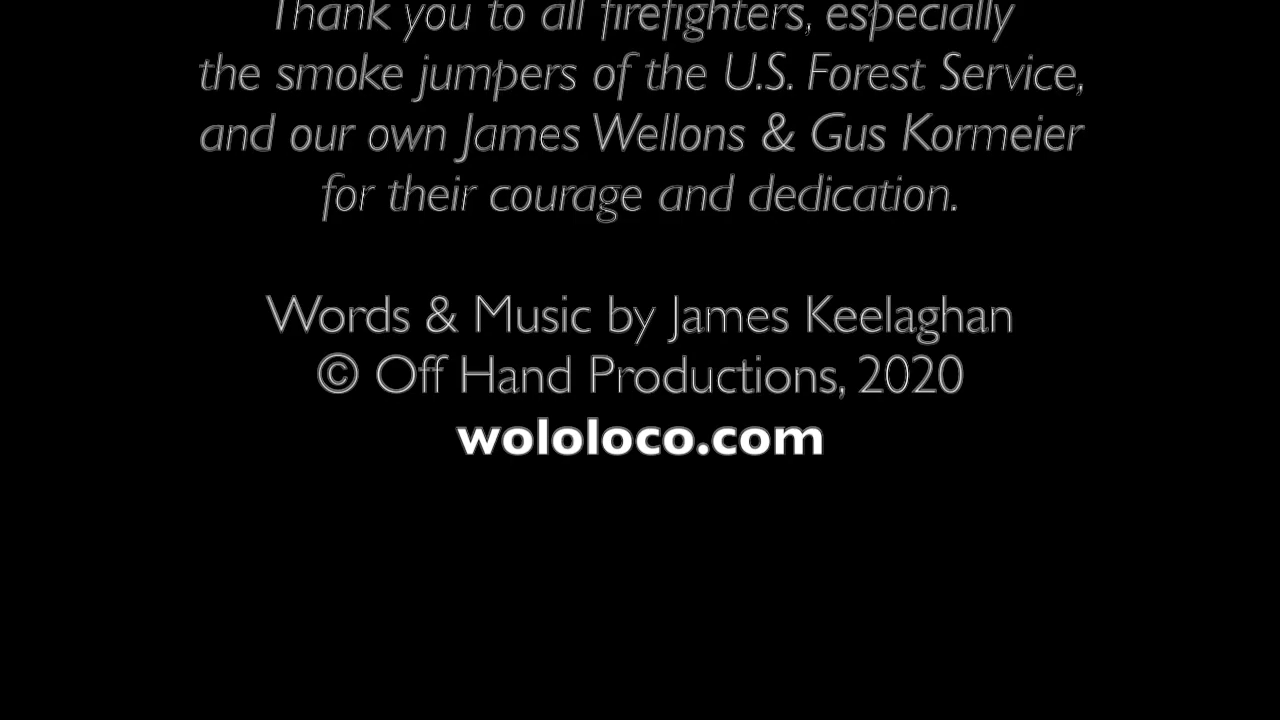 Thank you to all firefighters, especially
the smoke jumpers of the U.S. Forest Service,
and our own James Wellons & Gus Kormeier
for their courage and dedication.
Words & Music by James Keelaghan
© Off Hand Productions, 2020
wololoco.com